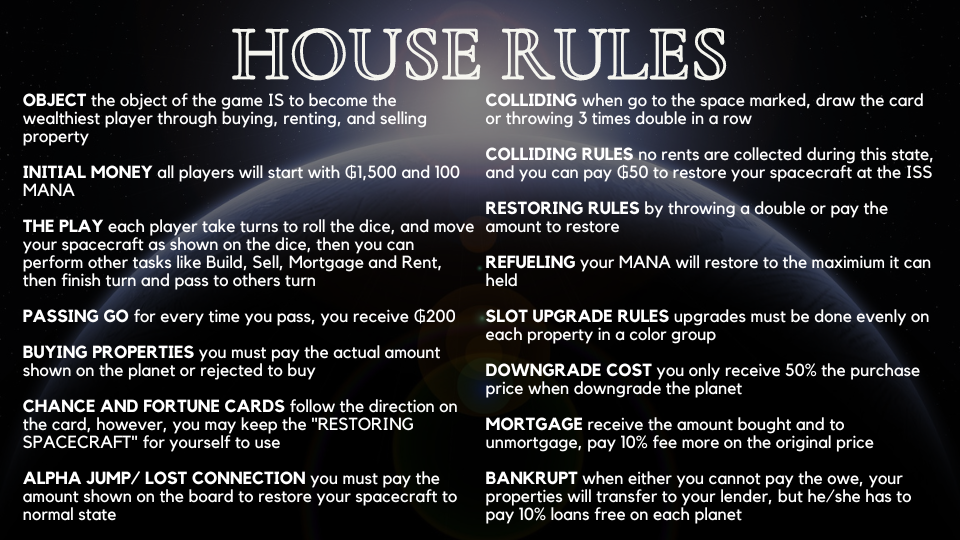 HOUSE RULES
OBJECT the object of the game IS to become the
wealthiest player through buying, renting, and selling
property
INITIAL MONEY all players will start with ₲1,500 and 100
MANA
THE PLAY each player take turns to roll the dice, and move
your spacecraft as shown on the dice, then you can
perform other tasks like Build, Sell, Mortgage and Rent,
then finish turn and pass to others turn
PASSING GO for every time you pass, you receive ₲200
BUYING PROPERTIES you must pay the actual amount
shown on the planet or rejected to buy
CHANCE AND FORTUNE CARDS follow the direction on
the card, however, you may keep the "RESTORING
SPACECRAFT" for yourself to use
ALPHA JUMP/ LOST CONNECTION you must pay the
amount shown on the board to restore your spacecraft to
normal state
COLLIDING when go to the space marked, draw the card
or throwing 3 times double in a row
COLLIDING RULES no rents are collected during this state,
and you can pay ₲50 to restore your spacecraft at the ISS
RESTORING RULES by throwing a double or pay the
amount to restore
REFUELING your MANA will restore to the maximium it can
held
SLOT UPGRADE RULES upgrades must be done evenly on
each property in a color group
DOWNGRADE COST you only receive 50% the purchase
price when downgrade the planet
MORTGAGE receive the amount bought and to
unmortgage, pay 10% fee more on the original price
BANKRUPT when either you cannot pay the owe, your
properties will transfer to your lender, but he/she has to
pay 10% loans free on each planet